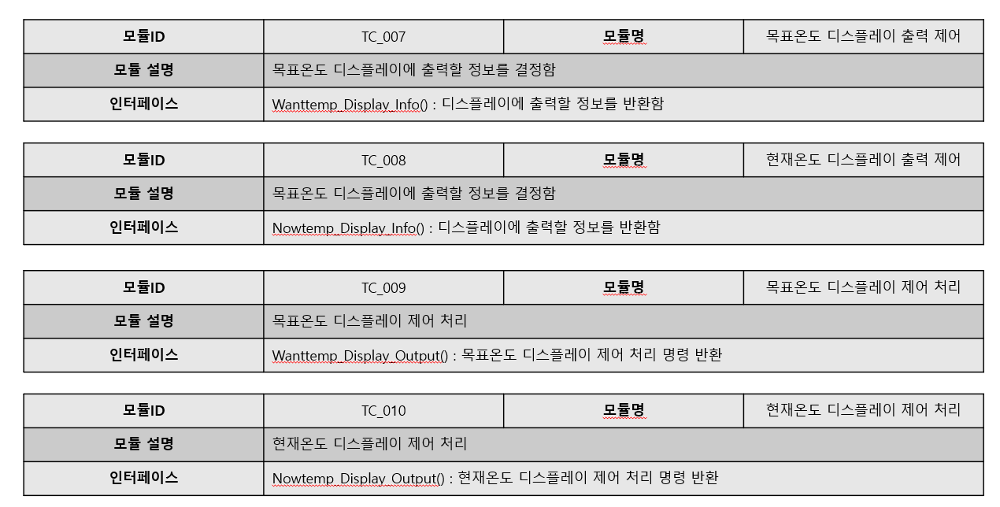 모듈ID TC_007 모듈명 목표온도 디스플레이 출력 제어
모듈 설명 목표온도 디스플레이에 출력할 정보를 결정함
인터페이스 Wanttemp_Display_Info() : 디스플레이에 출력할 정보를 반환함
모듈ID TC_008 모듈명 현재온도 디스플레이 출력 제어
모듈 설명 목표온도 디스플레이에 출력할 정보를 결정함
인터페이스 Nowtemp_Display_Info() : 디스플레이에 출력할 정보를 반환함
모듈ID TC_009 모듈명 목표온도 디스플레이 제어 처리
모듈 설명 목표온도 디스플레이 제어 처리
인터페이스 Wanttemp_Display_Output() : 목표온도 디스플레이 제어 처리 명령 반환
모듈ID TC_010 모듈명 현재온도 디스플레이 제어 처리
모듈 설명 현재온도 디스플레이 제어 처리
인터페이스 Nowtemp_Display_Output() : 현재온도 디스플레이 제어 처리 명령 반환